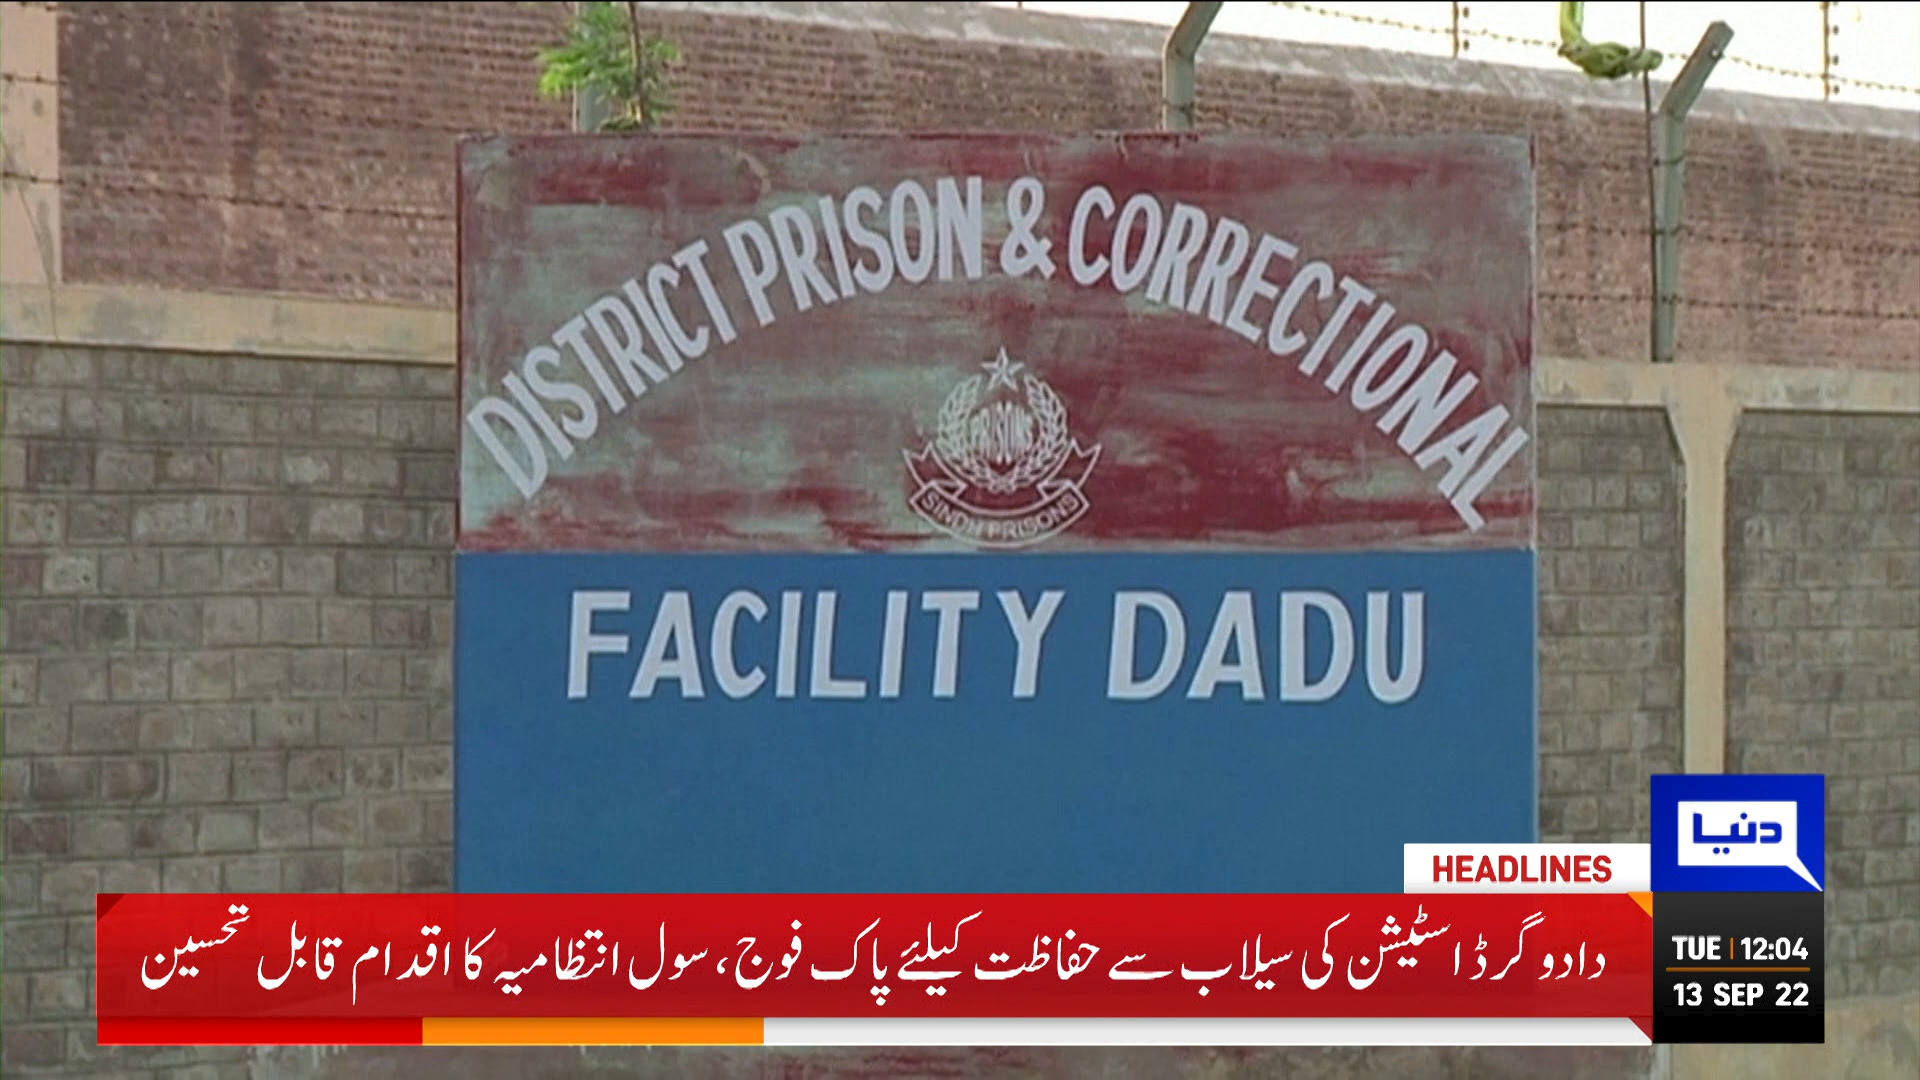 DISTRICT PRISON & CORRECTIONAL
PRISONS
SINDH PRISONS
FACILITY DADU
دنیا
HEADLINES
دادو گرڈ اسٹیشن کی سیلاب سے حفاظت کیلئے پاک فوج، سول انتظامیہ کا اقدام قابل تحسین
TUE 12:04
13 SEP 22